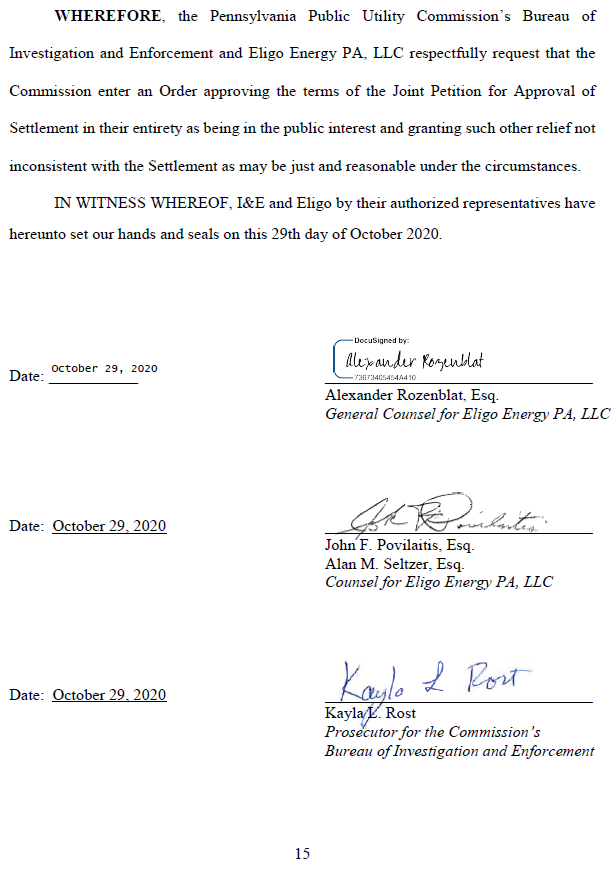 WHEREFORE, the Pennsylvania Public Utility Commission's Bureau of
Investigation and Enforcement and Eligo Energy PA, LLC respectfully request that the
Commission enter an Order approving the terms of the Joint Petition for Approval of
Settlement in their entirety as being in the public interest and granting such other relief not
inconsistent with the Settlement as may be just and reasonable under the circumstances.
IN WITNESS WHEREOF, I&E and Eligo by their authorized representatives have
hereunto set our hands and seals on this 29th day of October 2020.
DocuSigned by:
Alexander Rozenblat
Date: October 29, 2020
73673405454A410
Alexander Rozenblat, Esq.
General Counsel for Eligo Energy PA, LLC
John F. Povilaitis
Date: October 29, 2020
John F. Povilaitis, Esq.
Alan M. Seltzer, Esq.
Counsel for Eligo Energy PA, LLC
Kayla L Rost
Date: October 29, 2020
Kayla L. Rost
Prosecutor for the Commission's
Bureau of Investigation and Enforcement
15